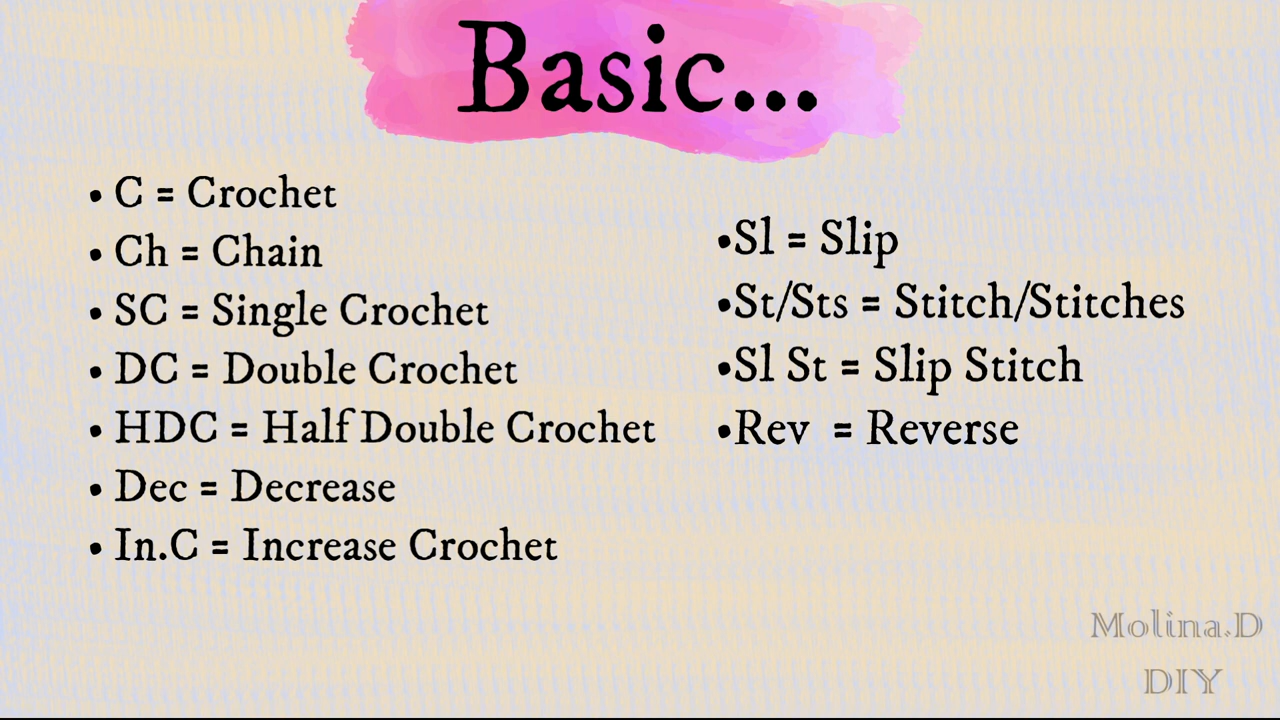 Basic...
• C = Crochet
• Ch = Chain
• SC = Single Crochet
• DC = Double Crochet
• HDC = Half Double Crochet
• Dec = Decrease
• In.C = Increase Crochet
•Sl = Slip
•St/Sts = Stitch/Stitches
•Sl St = Slip Stitch
•Rev = Reverse
Molina.D
DIY